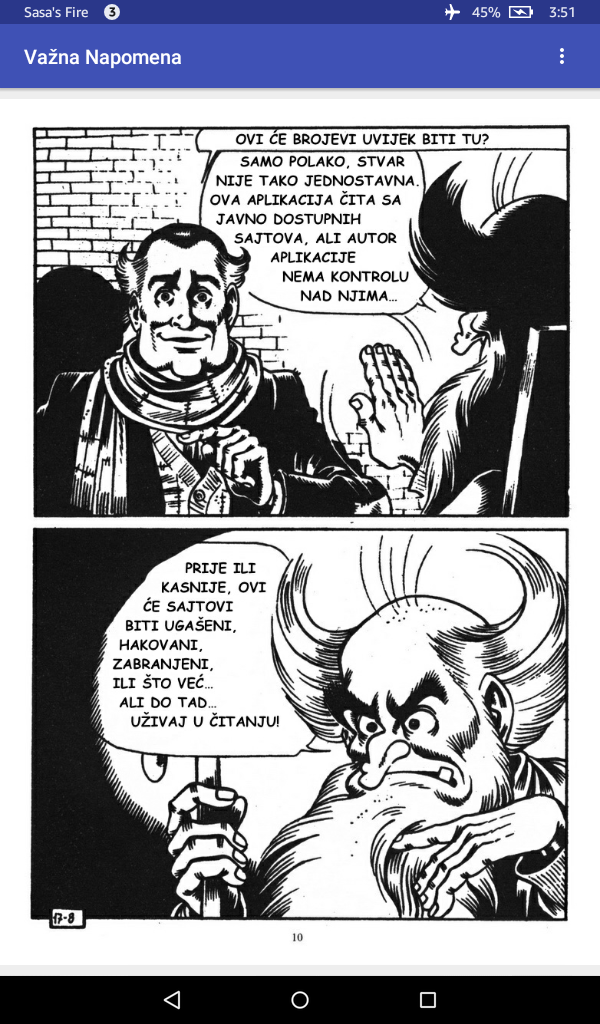 Sasa's Fire 3 45% 3:51
Važna Napomena
OVI ĆE BROJEVI UVIJEK BITI TU?
SAMO POLAKO, STVAR
NIJE TAKO JEDNOSTAVNA.
OVA APLIKACIJA ČITA SA
JAVNO DOSTUPNIH
SAJTOVA, ALI AUTOR
APLIKACIJE
NEMA KONTROLU
NAD NJIMA...
PRIJE ILI
KASNIJE, OVI
ĆE SAJTOVI
BITI UGAŠENI,
HAKOVANI,
ZABRANJENI,
ILI ŠTO VEĆ...
ALI DO TAD...
UŽIVAJ U ČITANJU!
17-8
10